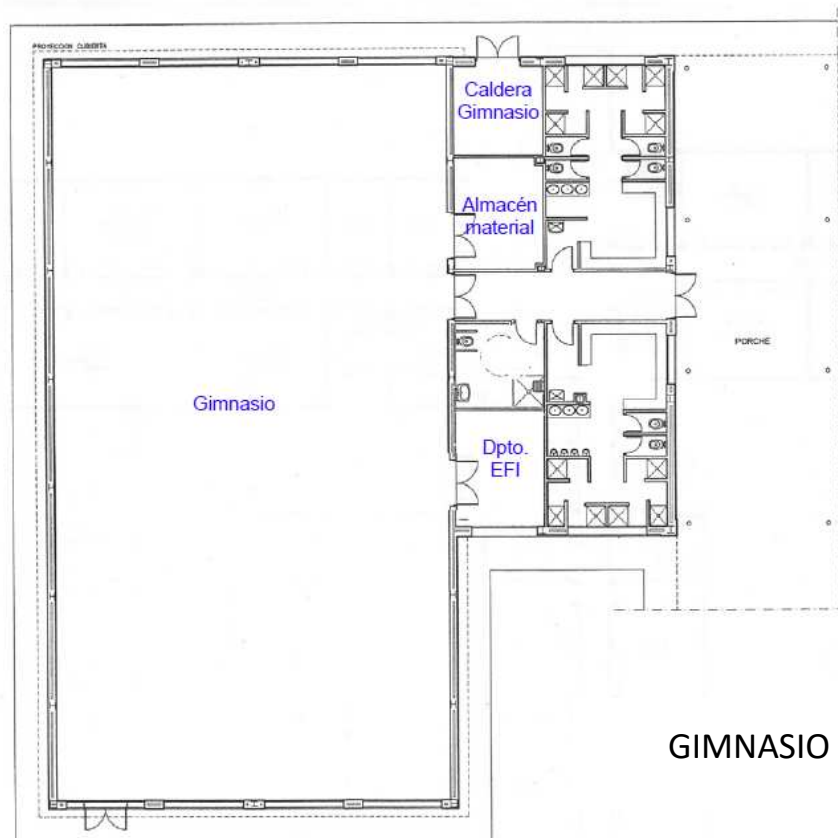 PROYECCION CUBIERTA
Caldera
Gimnasio
Almacén
material
PORCHE
Gimnasio
Dpto.
EFI
GIMNASIO